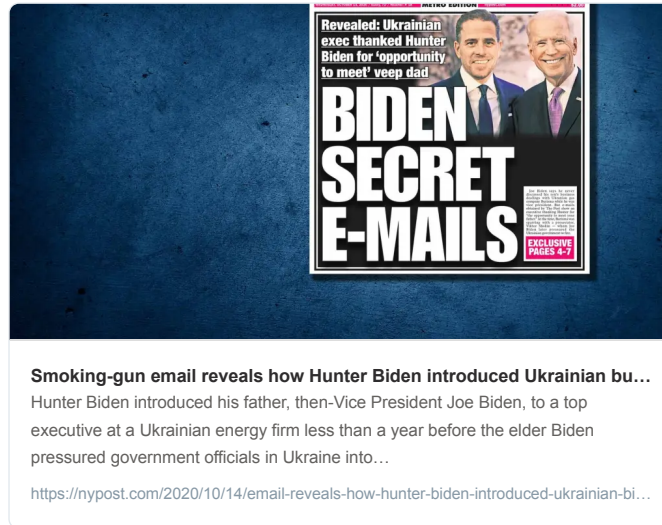 METRO EDITION
Revealed: Ukrainian
exec thanked Hunter
Biden for ‘opportunity
to meet’ veep dad
BIDEN
SECRET
E-MAILS
EXCLUSIVE
PAGES 4-7
Smoking-gun email reveals how Hunter Biden introduced Ukrainian bu…
Hunter Biden introduced his father, then-Vice President Joe Biden, to a top
executive at a Ukrainian energy firm less than a year before the elder Biden
pressured government officials in Ukraine into…
https://nypost.com/2020/10/14/email-reveals-how-hunter-biden-introduced-ukrainian-bi…